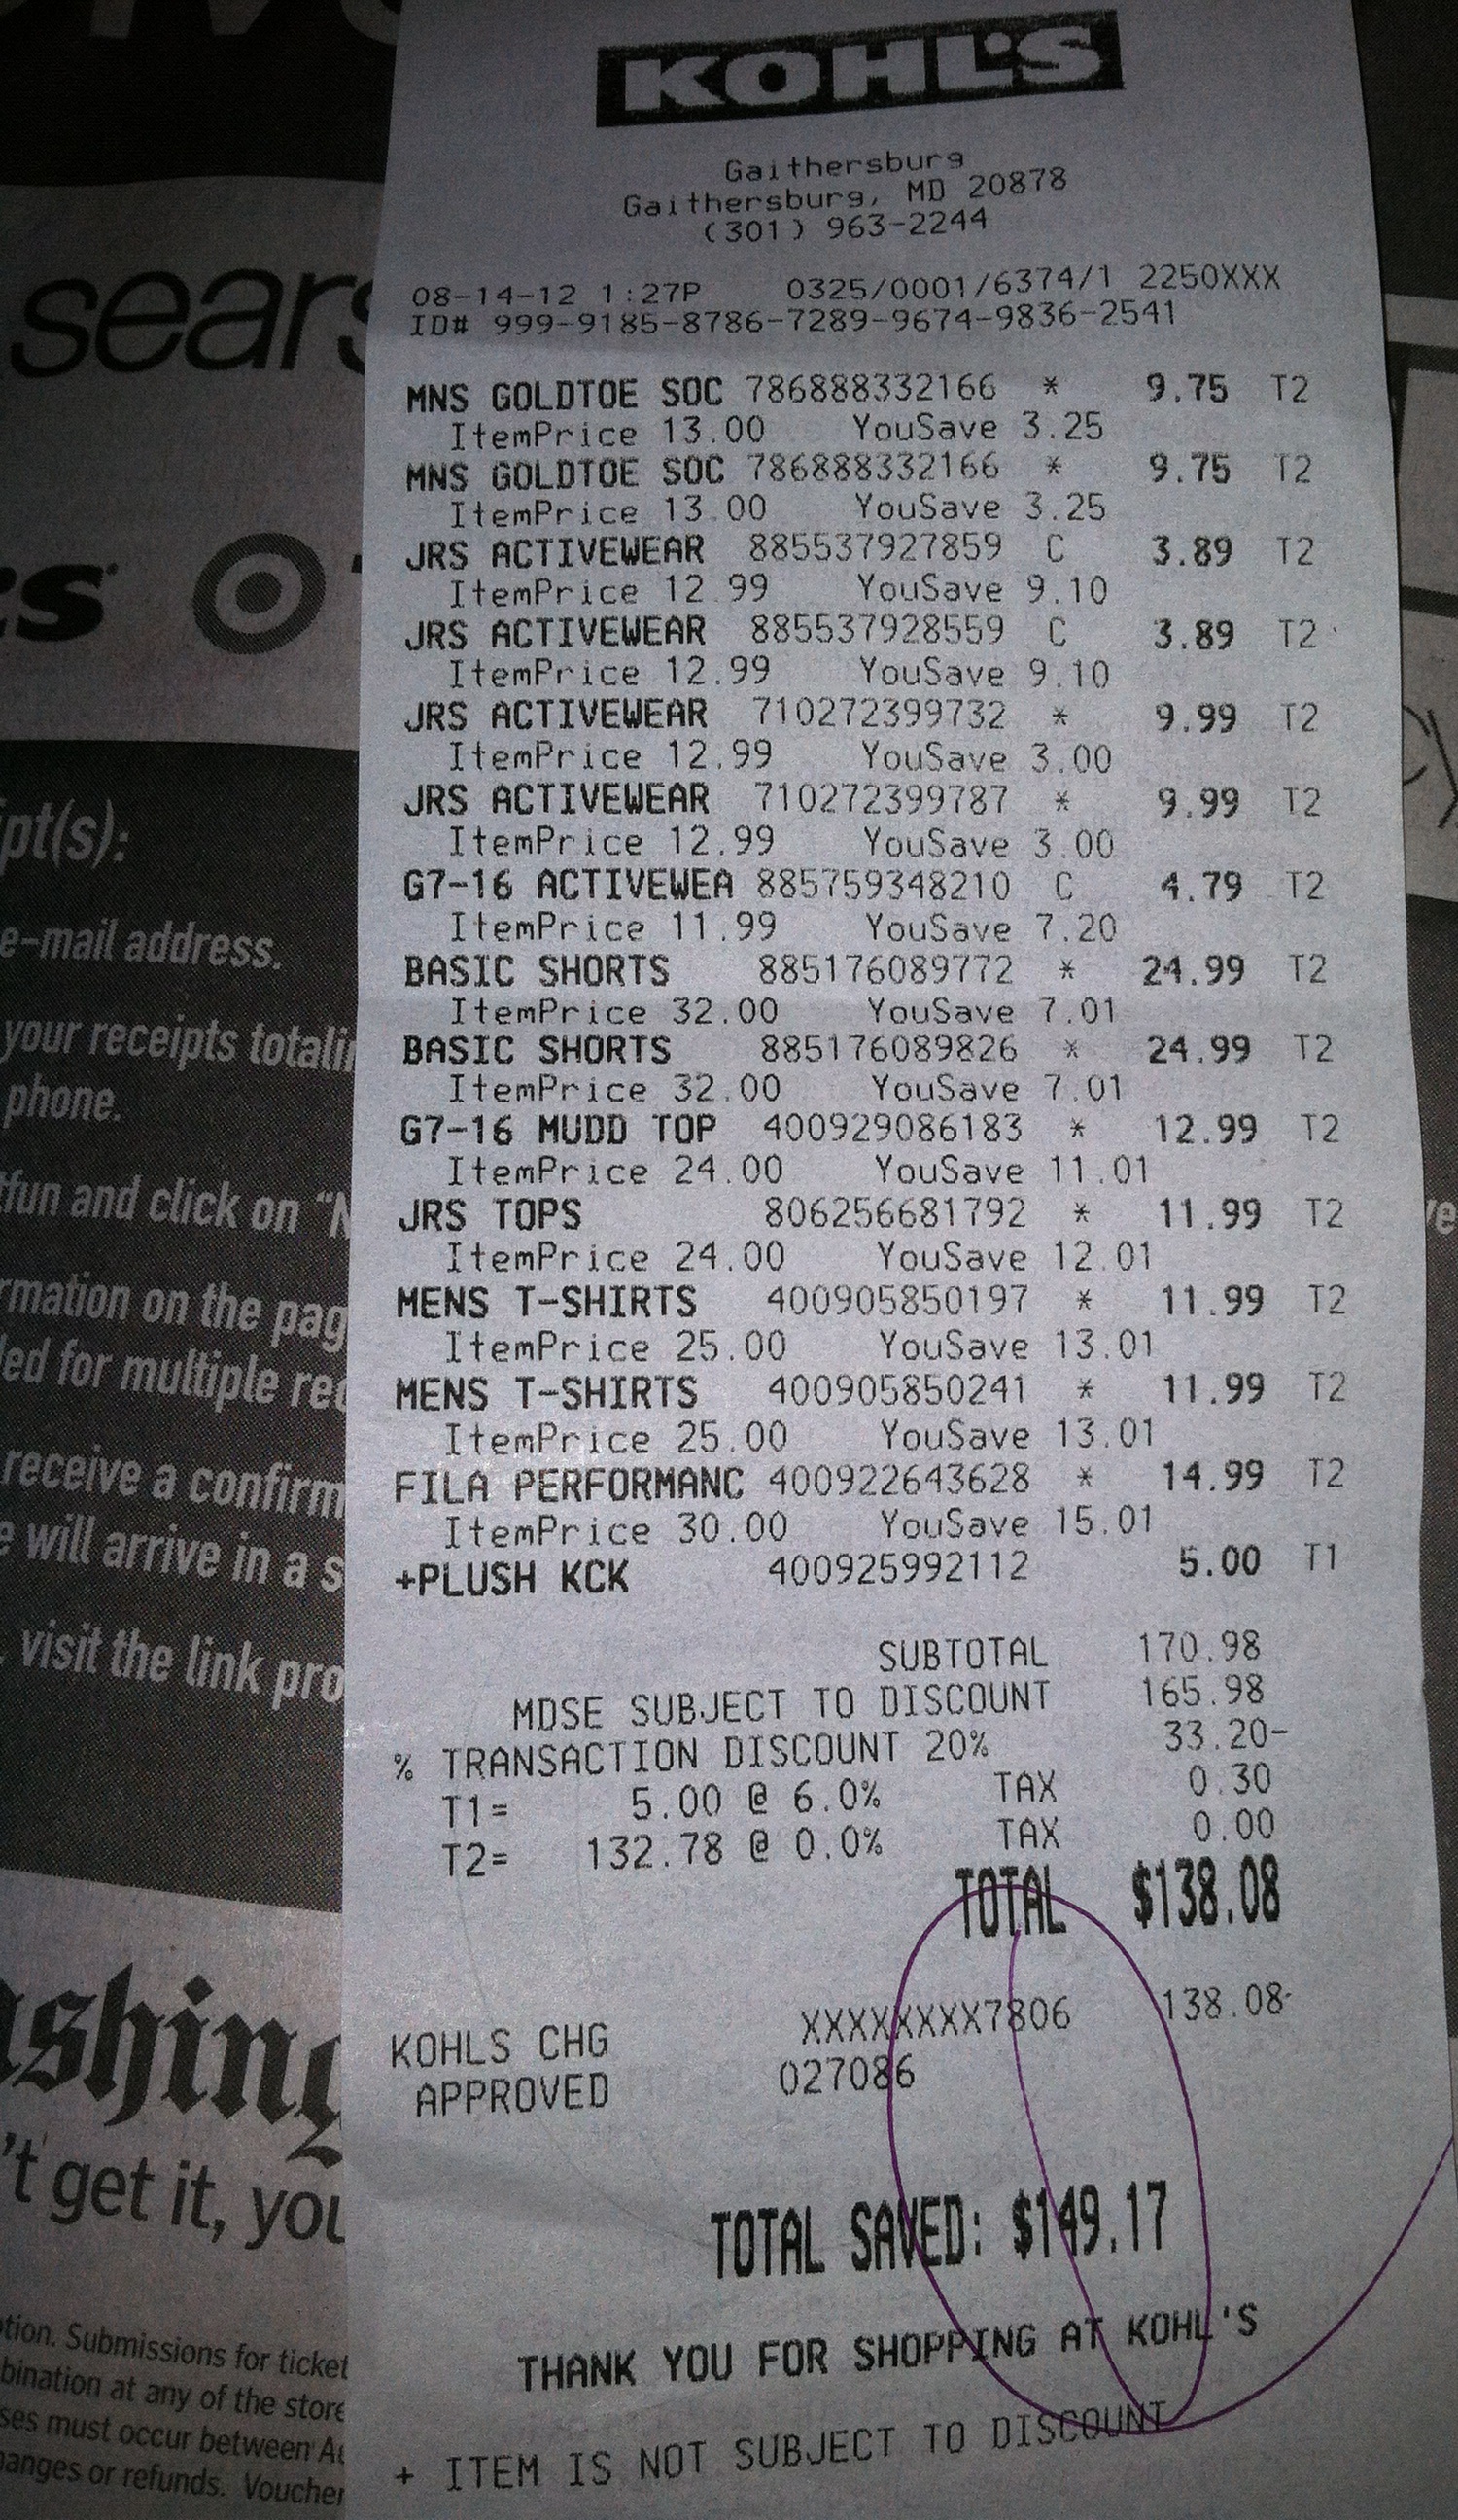 KOHL'S
Gaithersburg
Gaithersburg, MD 20878
(301) 963-2244
08-14-12 1:27P 0325/0001/6374/1 2250XXX
ID# 999-9185-8786-7289-9674-9836-2541
MNS GOLDTOE SOC 786888332166 * 9.75 T2
ItemPrice 13.00 YouSave 3.25
MNS GOLDTOE SOC 786888332166 * 9.75 T2
ItemPrice 13.00 YouSave 3.25
JRS ACTIVEWEAR 885537927859 C 3.89 T2
ItemPrice 12.99 YouSave 9.10
JRS ACTIVEWEAR 885537928559 C 3.89 T2
ItemPrice 12.99 YouSave 9.10
JRS ACTIVEWEAR 710272399732 * 9.99 T2
ItemPrice 12.99 YouSave 3.00
JRS ACTIVEWEAR 710272399787 * 9.99 T2
ItemPrice 12.99 YouSave 3.00
G7-16 ACTIVEWEA 885759348210 C 4.79 T2
ItemPrice 11.99 YouSave 7.20
BASIC SHORTS 885176089772 * 24.99 T2
ItemPrice 32.00 YouSave 7.01
BASIC SHORTS 885176089826 * 24.99 T2
ItemPrice 32.00 YouSave 7.01
G7-16 MUDD TOP 400929086183 * 12.99 T2
ItemPrice 24.00 YouSave 11.01
JRS TOPS 806256681792 * 11.99 T2
ItemPrice 24.00 YouSave 12.01
MENS T-SHIRTS 400905850197 * 11.99 T2
ItemPrice 25.00 YouSave 13.01
MENS T-SHIRTS 400905850241 * 11.99 T2
ItemPrice 25.00 YouSave 13.01
FILA PERFORMANC 400922643628 * 14.99 T2
ItemPrice 30.00 YouSave 15.01
+PLUSH KCK 400925992112 5.00 T1
SUBTOTAL 170.98
MDSE SUBJECT TO DISCOUNT 165.98
% TRANSACTION DISCOUNT 20% 33.20-
T1= 5.00 @ 6.0% TAX 0.30
T2= 132.78 @ 0.0% TAX 0.00
TOTAL $138.08
KOHLS CHG XXXXXXXX7806 138.08
APPROVED 027086
TOTAL SAVED: $149.17
THANK YOU FOR SHOPPING AT KOHL'S
+ ITEM IS NOT SUBJECT TO DISCOUNT
sears
e-mail address.
your receipts
phone.
fun and click on "N
on the pag
ed for multiple
receive a
will arrive in a s
visit the link pro
't get it, you
Submissions for ticket
at any of the store
must occur between
or refunds. Voucher